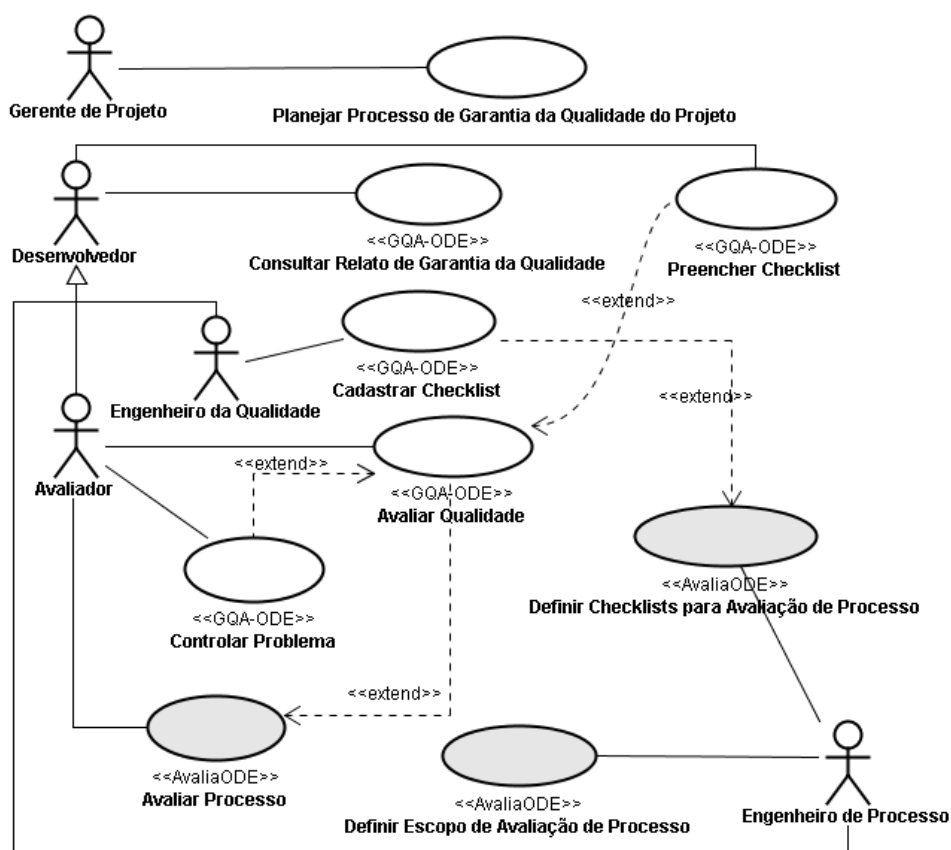 Gerente de Projeto
Planejar Processo de Garantia da Qualidade do Projeto
Desenvolvedor
<<GQA-ODE>>
Consultar Relato de Garantia da Qualidade
<<GQA-ODE>>
Preencher Checklist
<<extend>>
<<GQA-ODE>>
Cadastrar Checklist
Engenheiro da Qualidade
<<extend>>
<<extend>>
Avaliador
<<GQA-ODE>>
Avaliar Qualidade
<<AvaliaODE>>
Definir Checklists para Avaliação de Processo
<<GQA-ODE>>
Controlar Problema
<<extend>>
<<AvaliaODE>>
Avaliar Processo
<<AvaliaODE>>
Definir Escopo de Avaliação de Processo
Engenheiro de Processo